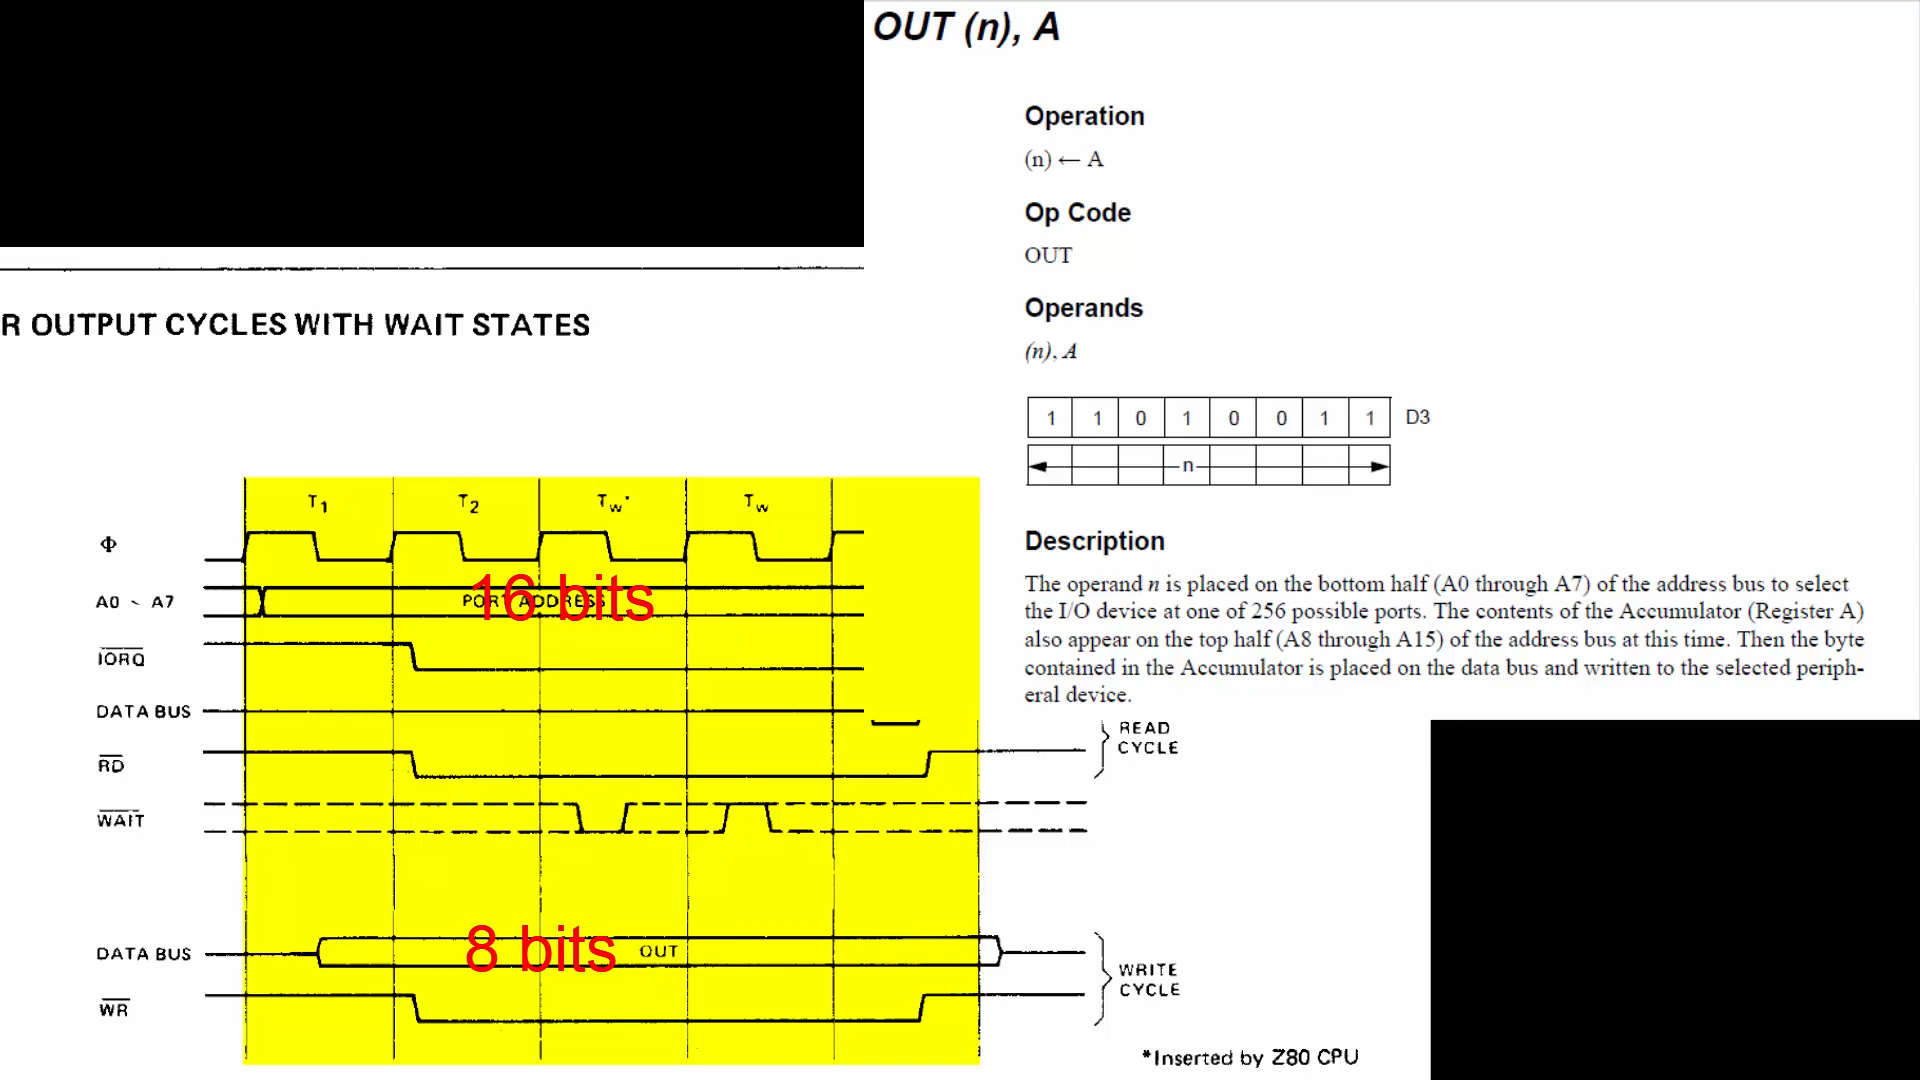 OUT (n), A
Operation
(n) ← A
Op Code
OUT
Operands
(n), A
1 1 0 1 0 0 1 1 D3
n
Description
The operand n is placed on the bottom half (A0 through A7) of the address bus to select
the I/O device at one of 256 possible ports. The contents of the Accumulator (Register A)
also appear on the top half (A8 through A15) of the address bus at this time. Then the byte
contained in the Accumulator is placed on the data bus and written to the selected periph-
eral device.
R OUTPUT CYCLES WITH WAIT STATES
T1 T2 Tw* Tw
Φ
A0 ~ A7 PORT ADDRESS
16 bits
IORQ
DATA BUS
RD
READ
CYCLE
WAIT
DATA BUS OUT
8 bits
WR
WRITE
CYCLE
*Inserted by Z80 CPU